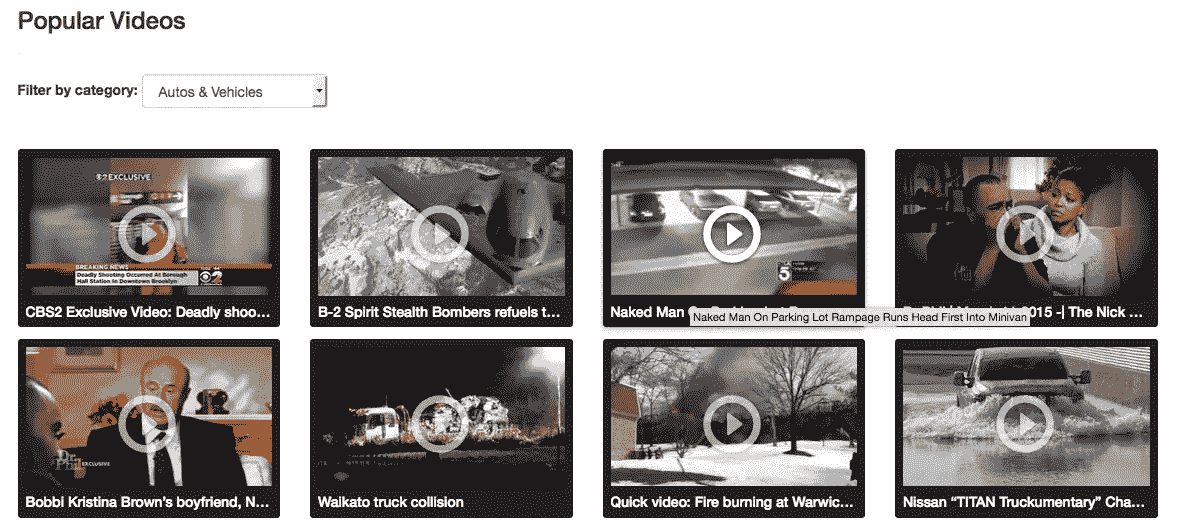 Popular Videos
Filter by category: Autos & Vehicles
2 EXCLUSIVE
BREAKING NEWS
Deadly Shooting Occurred At Borough
Hall Station In Downtown Brooklyn
2
5
CBS2 Exclusive Video: Deadly shoo...
B-2 Spirit Stealth Bombers refuels t...
Naked Man
2015 -| The Nick ...
Naked Man On Parking Lot Rampage Runs Head First Into Minivan
Dr.
Phil EXCLUSIVE
Bobbi Kristina Brown's boyfriend, N...
Waikato truck collision
Quick video: Fire burning at Warwic...
Nissan “TITAN Truckumentary” Cha...